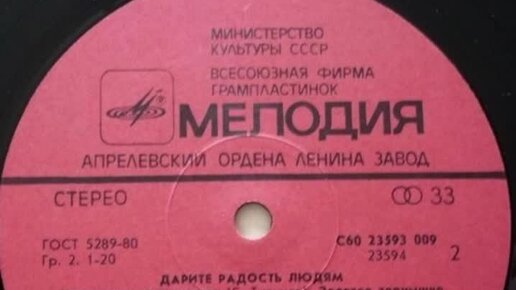 МИНИСТЕРСТВО
КУЛЬТУРЫ СССР
ВСЕСОЮЗНАЯ ФИРМА
ГРАМПЛАСТИНОК
МЕЛОДИЯ
АПРЕЛЕВСКИЙ ОРДЕНА ЛЕНИНА ЗАВОД
СТЕРЕО 33
ГОСТ 5289-80 С60 23593 009
Гр. 2. 1-20 23594 2
ДАРИТЕ РАДОСТЬ ЛЮДЯМ